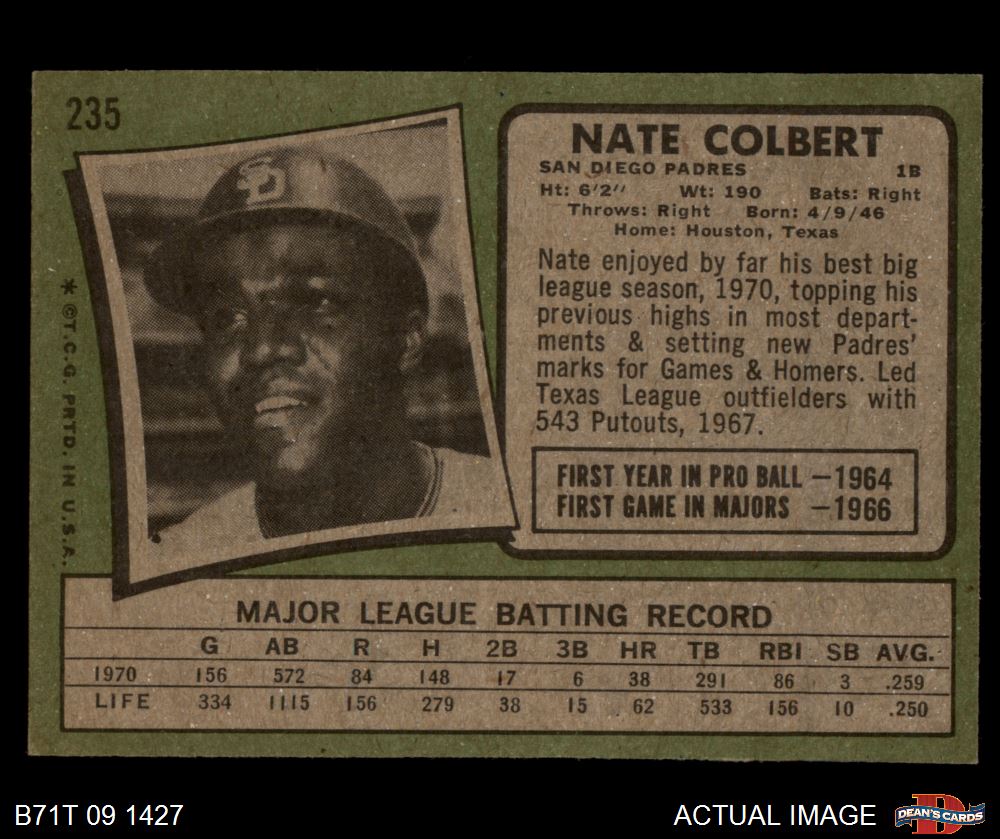 235
SD
* ©T.C.G. PRTD. IN U.S.A.
NATE COLBERT
SAN DIEGO PADRES 1B
Ht: 6'2" Wt: 190 Bats: Right
Throws: Right Born: 4/9/46
Home: Houston, Texas
Nate enjoyed by far his best big
league season, 1970, topping his
previous highs in most depart-
ments & setting new Padres'
marks for Games & Homers. Led
Texas League outfielders with
543 Putouts, 1967.
FIRST YEAR IN PRO BALL —1964
FIRST GAME IN MAJORS —1966
MAJOR LEAGUE BATTING RECORD
G AB R H 2B 3B HR TB RBI SB AVG.
1970 156 572 84 148 17 6 38 291 86 3 .259
LIFE 334 1115 156 279 38 15 62 533 156 10 .250
B71T 09 1427
ACTUAL IMAGE
D
DEAN'S CARDS